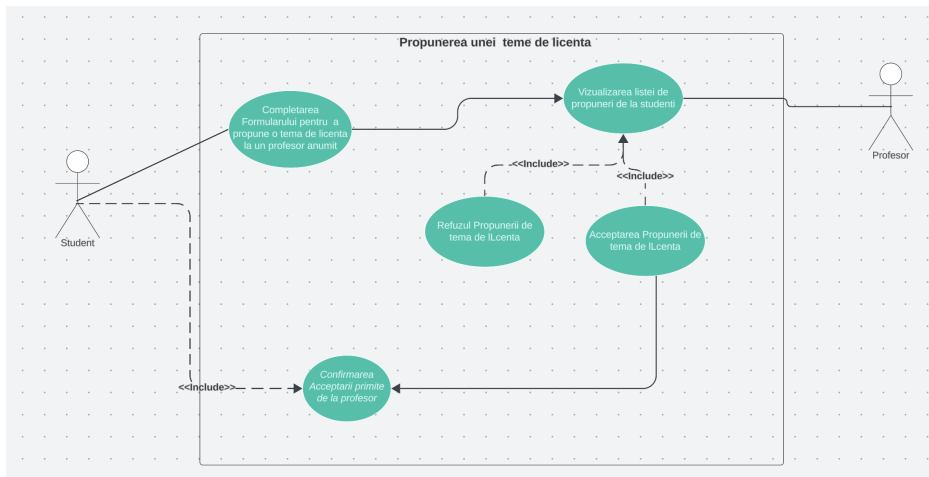 Propunerea unei  teme de licenta
Completarea
Formularului pentru  a
propune o tema de licenta
la un profesor anumit
Vizualizarea listei de
propuneri de la studenti
Profesor
<<Include>>
<<Include>>
Student
Refuzul Propunerii de
tema de lLcenta
Acceptarea Propunerii de
tema de lLcenta
<<Include>>
Confirmarea
Acceptarii primite
de la profesor